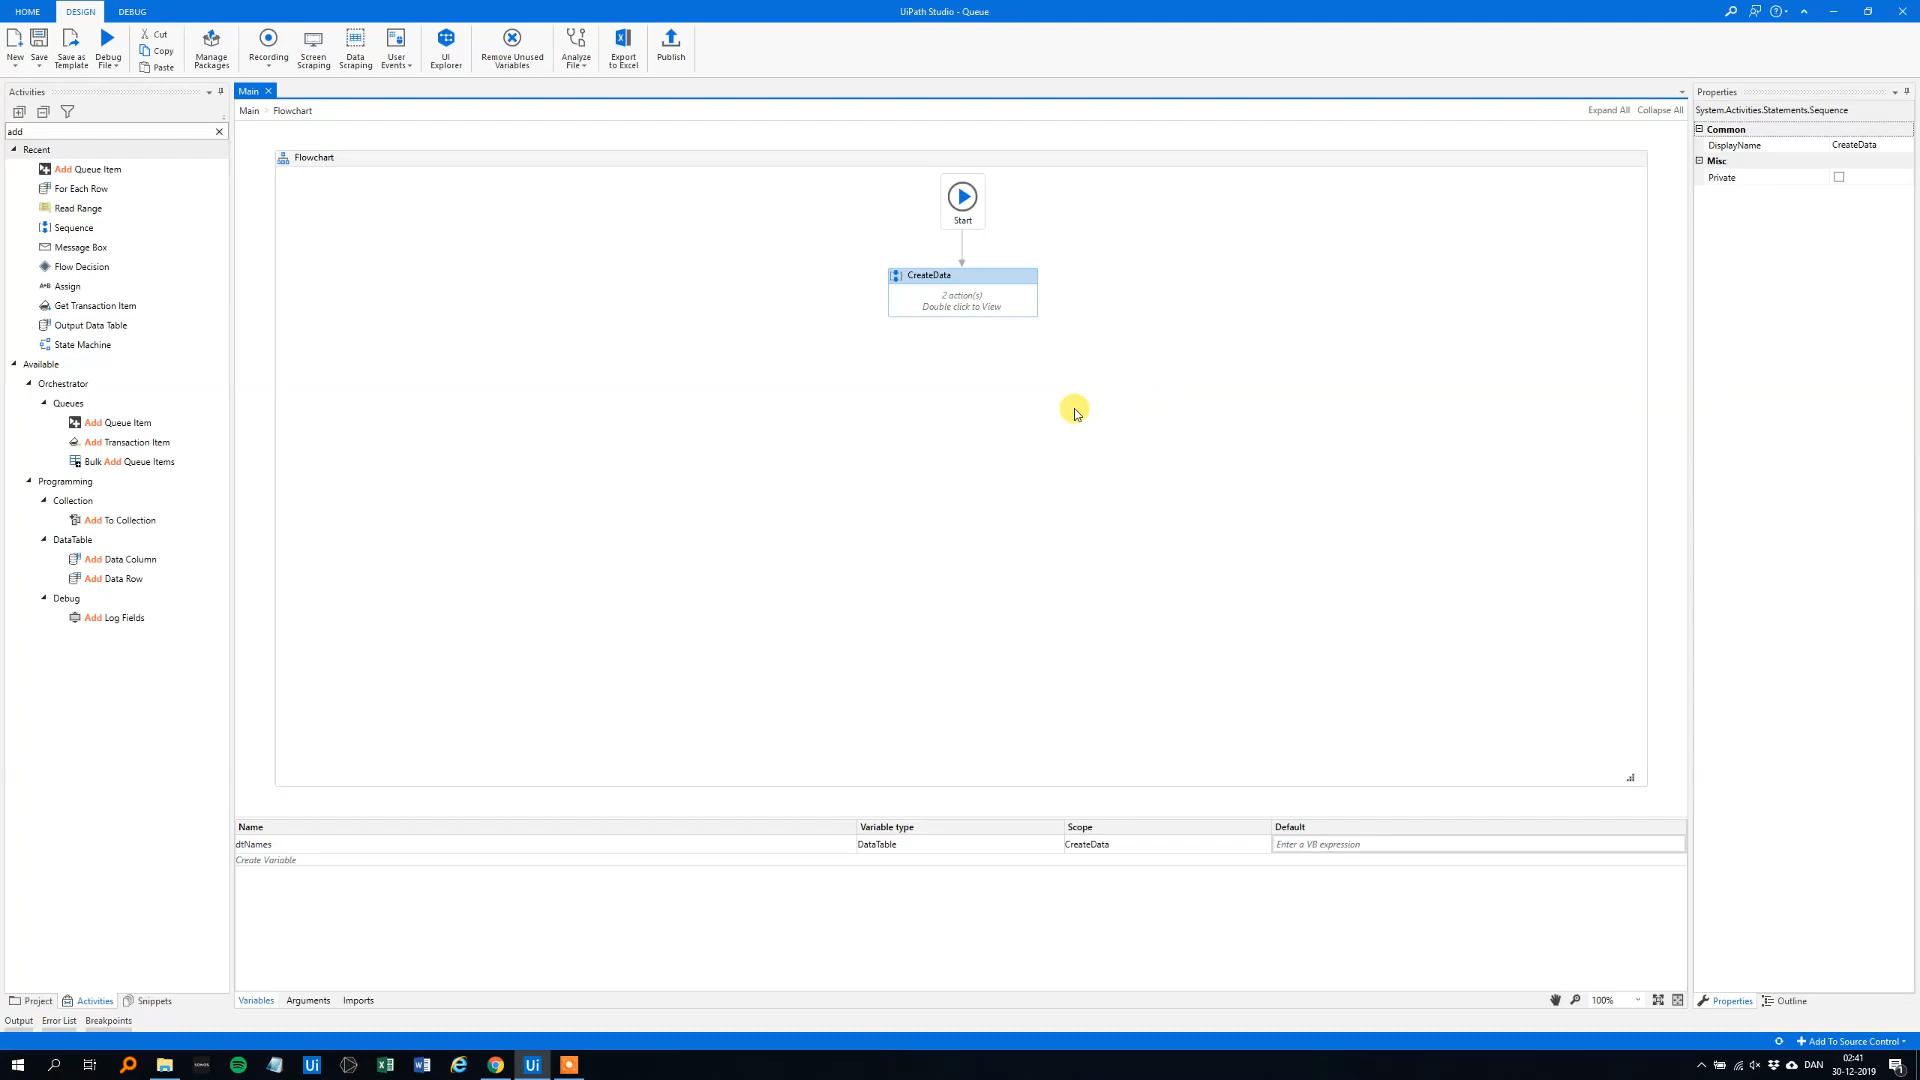 HOME DESIGN DEBUG UiPath Studio - Queue
New Save Save as Template Debug File Cut Copy Paste Manage Packages Recording Screen Scraping Data Scraping User Events UI Explorer Remove Unused Variables Analyze File Export to Excel Publish
Activities
add
Recent
Add Queue Item
For Each Row
Read Range
Sequence
Message Box
Flow Decision
A+B Assign
Get Transaction Item
Output Data Table
State Machine
Available
Orchestrator
Queues
Add Queue Item
Add Transaction Item
Bulk Add Queue Items
Programming
Collection
Add To Collection
DataTable
Add Data Column
Add Data Row
Debug
Add Log Fields
Project Activities Snippets
Main
Main Flowchart Expand All Collapse All
Flowchart
Start
CreateData
2 action(s)
Double click to View
Name Variable type Scope Default
dtNames DataTable CreateData Enter a VB expression
Create Variable
Variables Arguments Imports 100%
Properties
System.Activities.Statements.Sequence
Common
DisplayName CreateData
Misc
Private
Properties Outline
Output Error List Breakpoints
Add To Source Control
SONOS Ui Ui DAN 02:41
30-12-2019